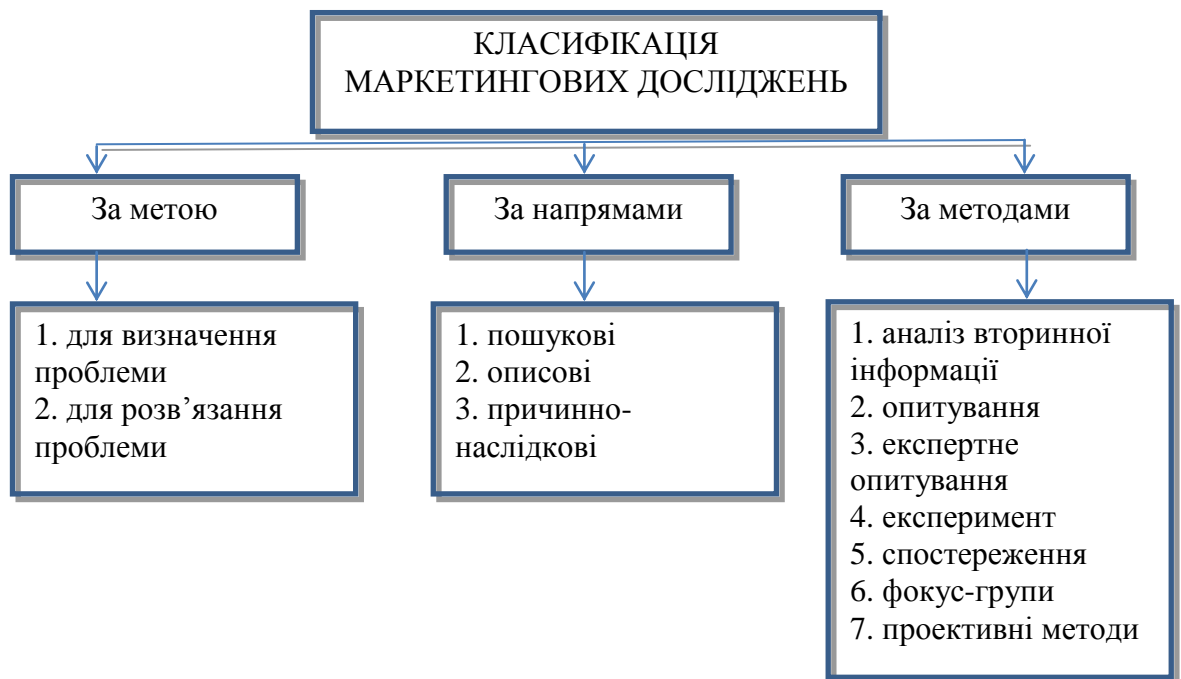 КЛАСИФІКАЦІЯ
МАРКЕТИНГОВИХ ДОСЛІДЖЕНЬ
За метою
За напрямами
За методами
1. для визначення
проблеми
2. для розв’язання
проблеми
1. пошукові
2. описові
3. причинно-
наслідкові
1. аналіз вторинної
інформації
2. опитування
3. експертне
опитування
4. експеримент
5. спостереження
6. фокус-групи
7. проективні методи